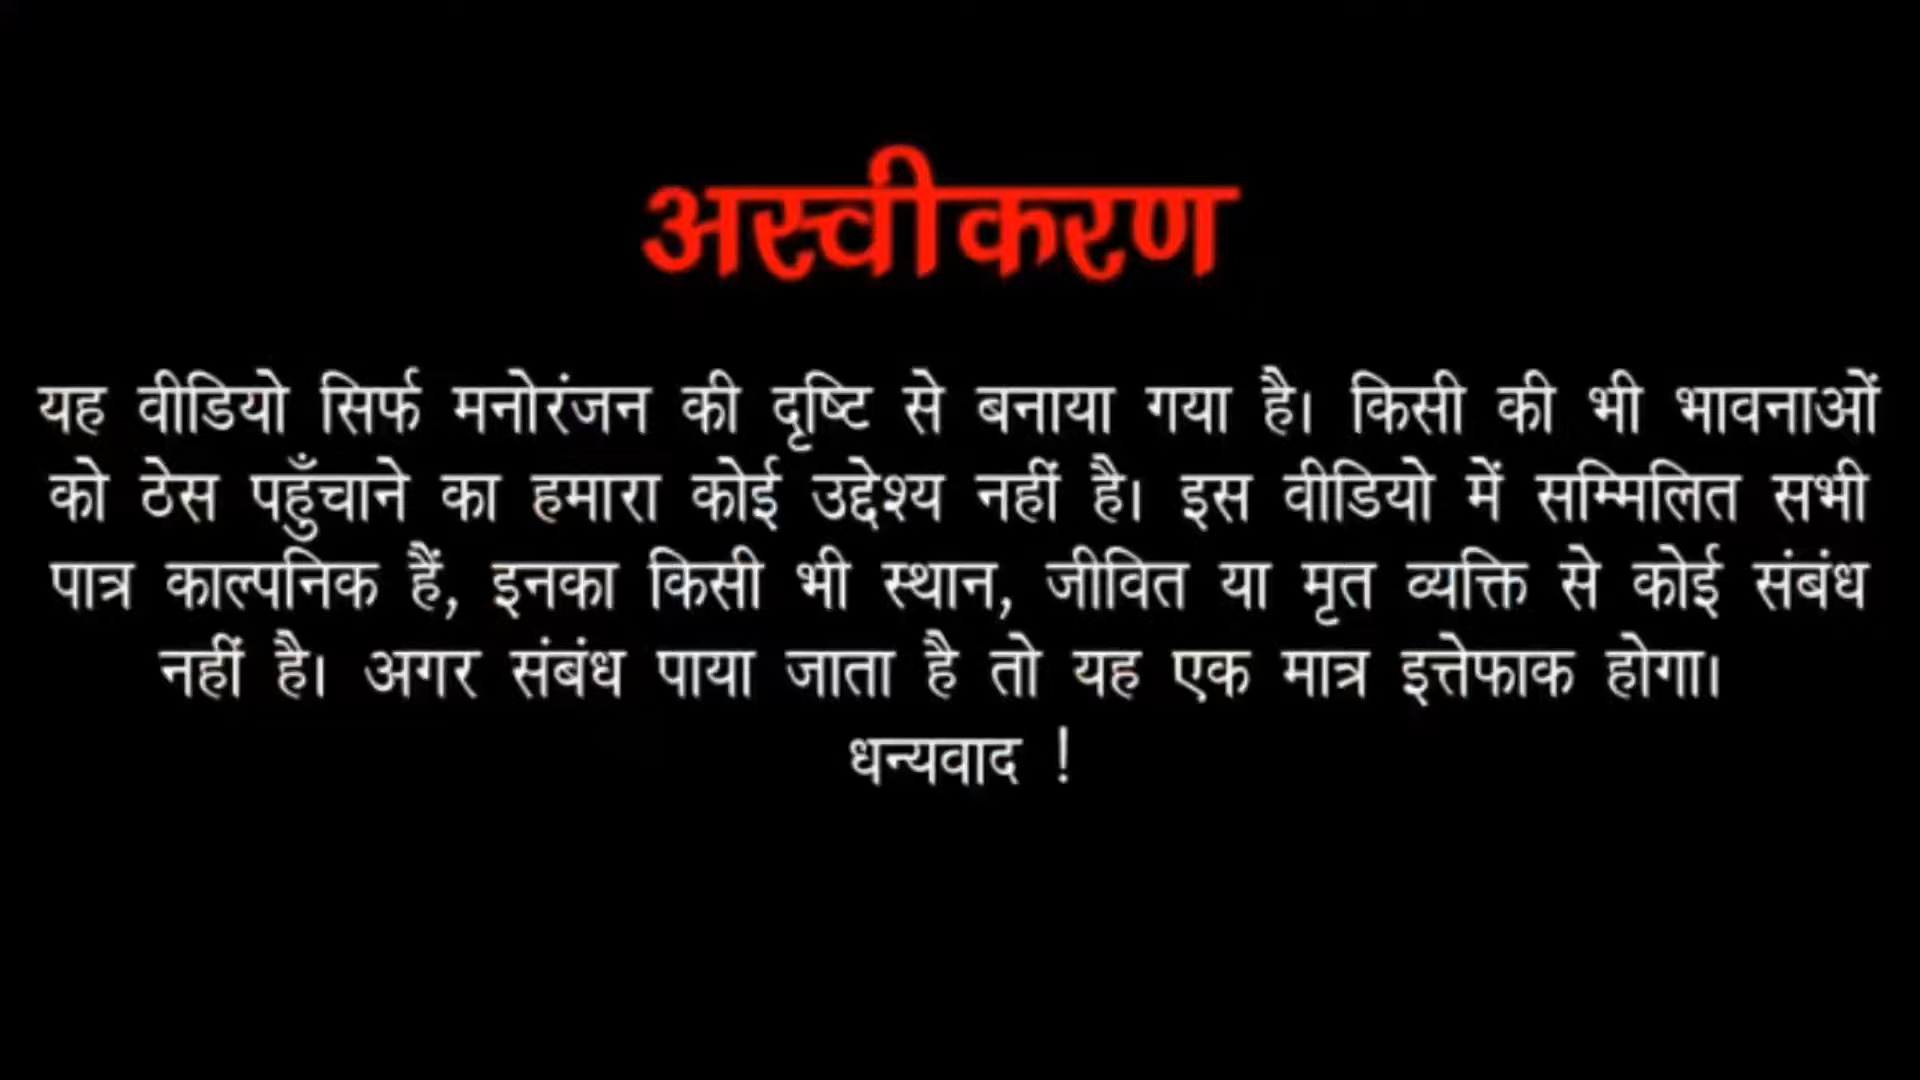 अस्वीकरण
यह वीडियो सिर्फ मनोरंजन की दृष्टि से बनाया गया है। किसी की भी भावनाओं
को ठेस पहुँचाने का हमारा कोई उद्देश्य नहीं है। इस वीडियो में सम्मिलित सभी
पात्र काल्पनिक हैं, इनका किसी भी स्थान, जीवित या मृत व्यक्ति से कोई संबंध
नहीं है। अगर संबंध पाया जाता है तो यह एक मात्र इत्तेफाक होगा।
धन्यवाद !